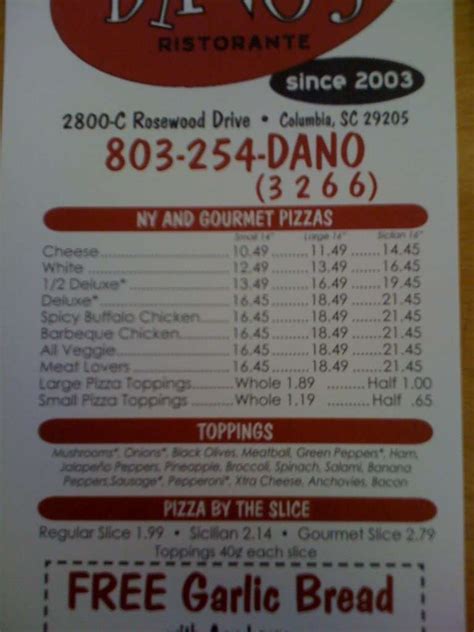 DANO'S
RISTORANTE
since 2003
2800-C Rosewood Drive • Columbia, SC 29205
803-254-DANO
(3 2 6 6)
NY AND GOURMET PIZZAS
Small Large Sicilian
Cheese 10.49 11.49 14.45
White 12.49 13.49 16.45
1/2 Deluxe* 13.49 16.49 19.45
Deluxe* 16.45 18.49 21.45
Spicy Buffalo Chicken 16.45 18.49 21.45
Barbeque Chicken 16.45 18.49 21.45
All Veggie 16.45 18.49 21.45
Meat Lovers 16.45 18.49 21.45
Large Pizza Toppings Whole 1.89 Half 1.00
Small Pizza Toppings Whole 1.19 Half .65
TOPPINGS
Mushrooms*, Onions*, Black Olives, Meatball, Green Peppers*, Ham,
Jalapeño Peppers, Pineapple, Broccoli, Spinach, Salami, Banana
Peppers,Sausage*, Pepperoni*, Xtra Cheese, Anchovies, Bacon
PIZZA BY THE SLICE
Regular Slice 1.99 • Sicilian 2.14 • Gourmet Slice 2.79
Toppings 40¢ each slice
FREE Garlic Bread